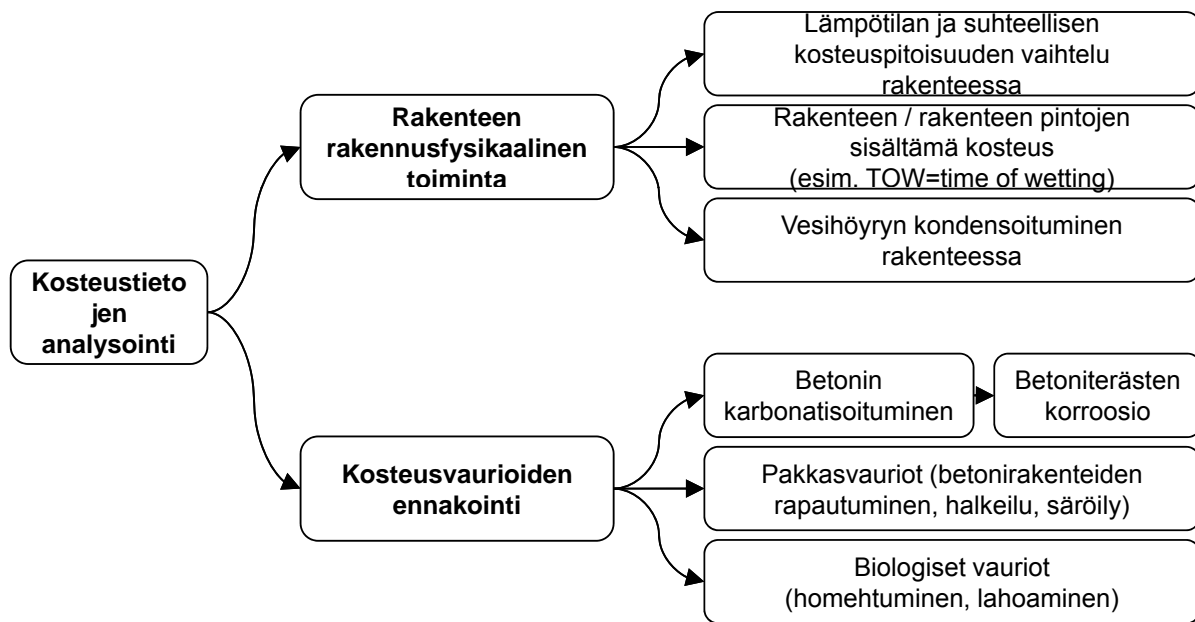 Lämpötilan ja suhteellisen
kosteuspitoisuuden vaihtelu
rakenteessa
Rakenteen
rakennusfysikaalinen
toiminta
Rakenteen / rakenteen pintojen
sisältämä kosteus
(esim. TOW=time of wetting)
Vesihöyryn kondensoituminen
rakenteessa
Kosteustieto
jen
analysointi
Betonin
karbonatisoituminen
Betoniterästen
korroosio
Kosteusvaurioiden
ennakointi
Pakkasvauriot (betonirakenteiden
rapautuminen, halkeilu, säröily)
Biologiset vauriot
(homehtuminen, lahoaminen)